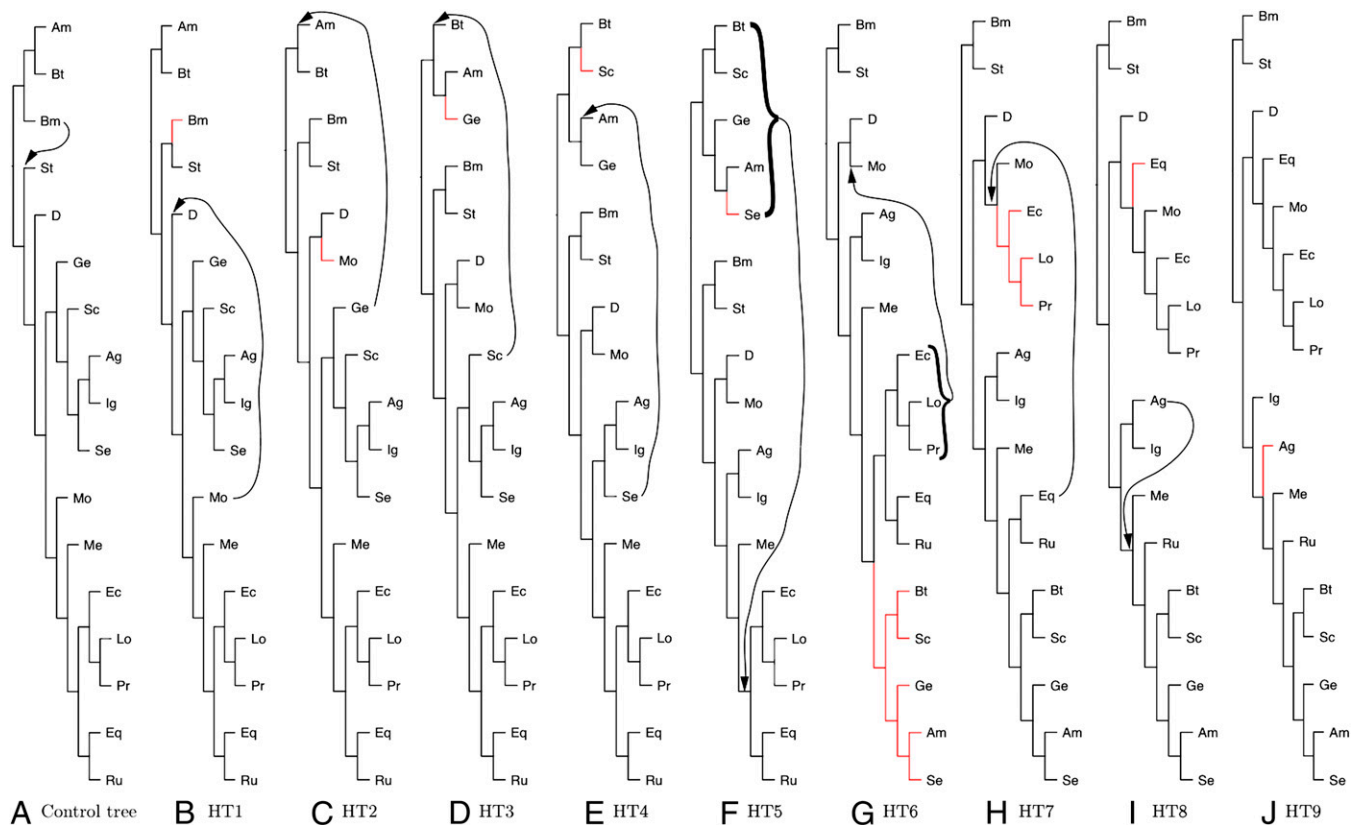 Am
Bt
Bm
St
D
Ge
Sc
Ag
Ig
Se
Mo
Me
Ec
Lo
Pr
Eq
Ru
A Control tree
Am
Bt
Bm
St
D
Ge
Sc
Ag
Ig
Se
Mo
Me
Ec
Lo
Pr
Eq
Ru
B HT1
Am
Bt
Bm
St
D
Mo
Ge
Sc
Ag
Ig
Se
Me
Ec
Lo
Pr
Eq
Ru
C HT2
Bt
Am
Ge
Bm
St
D
Mo
Sc
Ag
Ig
Se
Me
Ec
Lo
Pr
Eq
Ru
D HT3
Bt
Sc
Am
Ge
Bm
St
D
Mo
Ag
Ig
Se
Me
Ec
Lo
Pr
Eq
Ru
E HT4
Bt
Sc
Ge
Am
Se
Bm
St
D
Mo
Ag
Ig
Me
Ec
Lo
Pr
Eq
Ru
F HT5
Bm
St
D
Mo
Ag
Ig
Me
Ec
Lo
Pr
Eq
Ru
Bt
Sc
Ge
Am
Se
G HT6
Bm
St
D
Mo
Ec
Lo
Pr
Ag
Ig
Me
Eq
Ru
Bt
Sc
Ge
Am
Se
H HT7
Bm
St
D
Eq
Mo
Ec
Lo
Pr
Ag
Ig
Me
Ru
Bt
Sc
Ge
Am
Se
I HT8
Bm
St
D
Eq
Mo
Ec
Lo
Pr
Ig
Ag
Me
Ru
Bt
Sc
Ge
Am
Se
J HT9